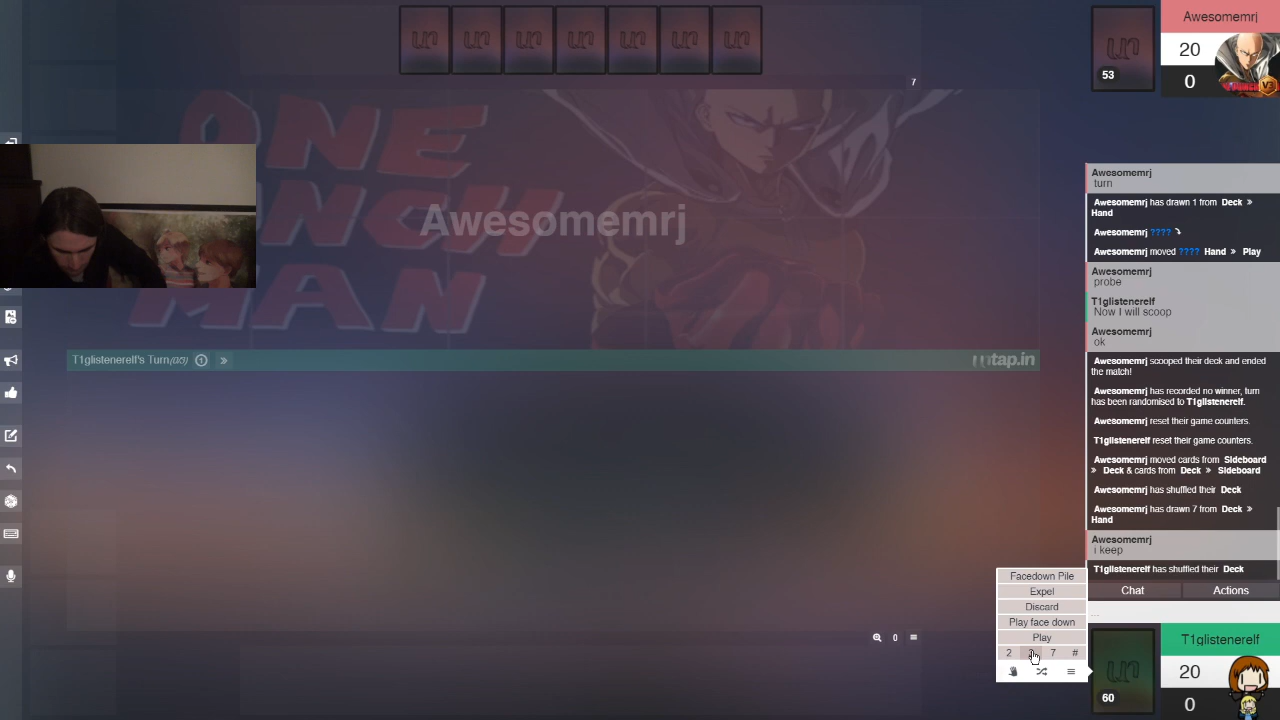 Awesomemrj
20
0
53
7
ONE
PUNCH
MAN
Awesomemrj
Awesomemrj
turn
Awesomemrj has drawn 1 from Deck »
Hand
Awesomemrj ????
Awesomemrj moved ???? Hand » Play
Awesomemrj
probe
T1glistenerelf
Now I will scoop
Awesomemrj
ok
Awesomemrj scooped their deck and ended
the match!
Awesomemrj has recorded no winner, turn
has been randomised to T1glistenerelf.
Awesomemrj reset their game counters.
T1glistenerelf reset their game counters.
Awesomemrj moved cards from Sideboard
» Deck & cards from Deck » Sideboard
Awesomemrj has shuffled their Deck
Awesomemrj has drawn 7 from Deck »
Hand
Awesomemrj
i keep
T1glistenerelf has shuffled their Deck
Chat Actions
...
T1glistenerelf's Turn(0/3) 1 »
untap.in
Facedown Pile
Expel
Discard
Play face down
Play
2 7 #
0
60
T1glistenerelf
20
0